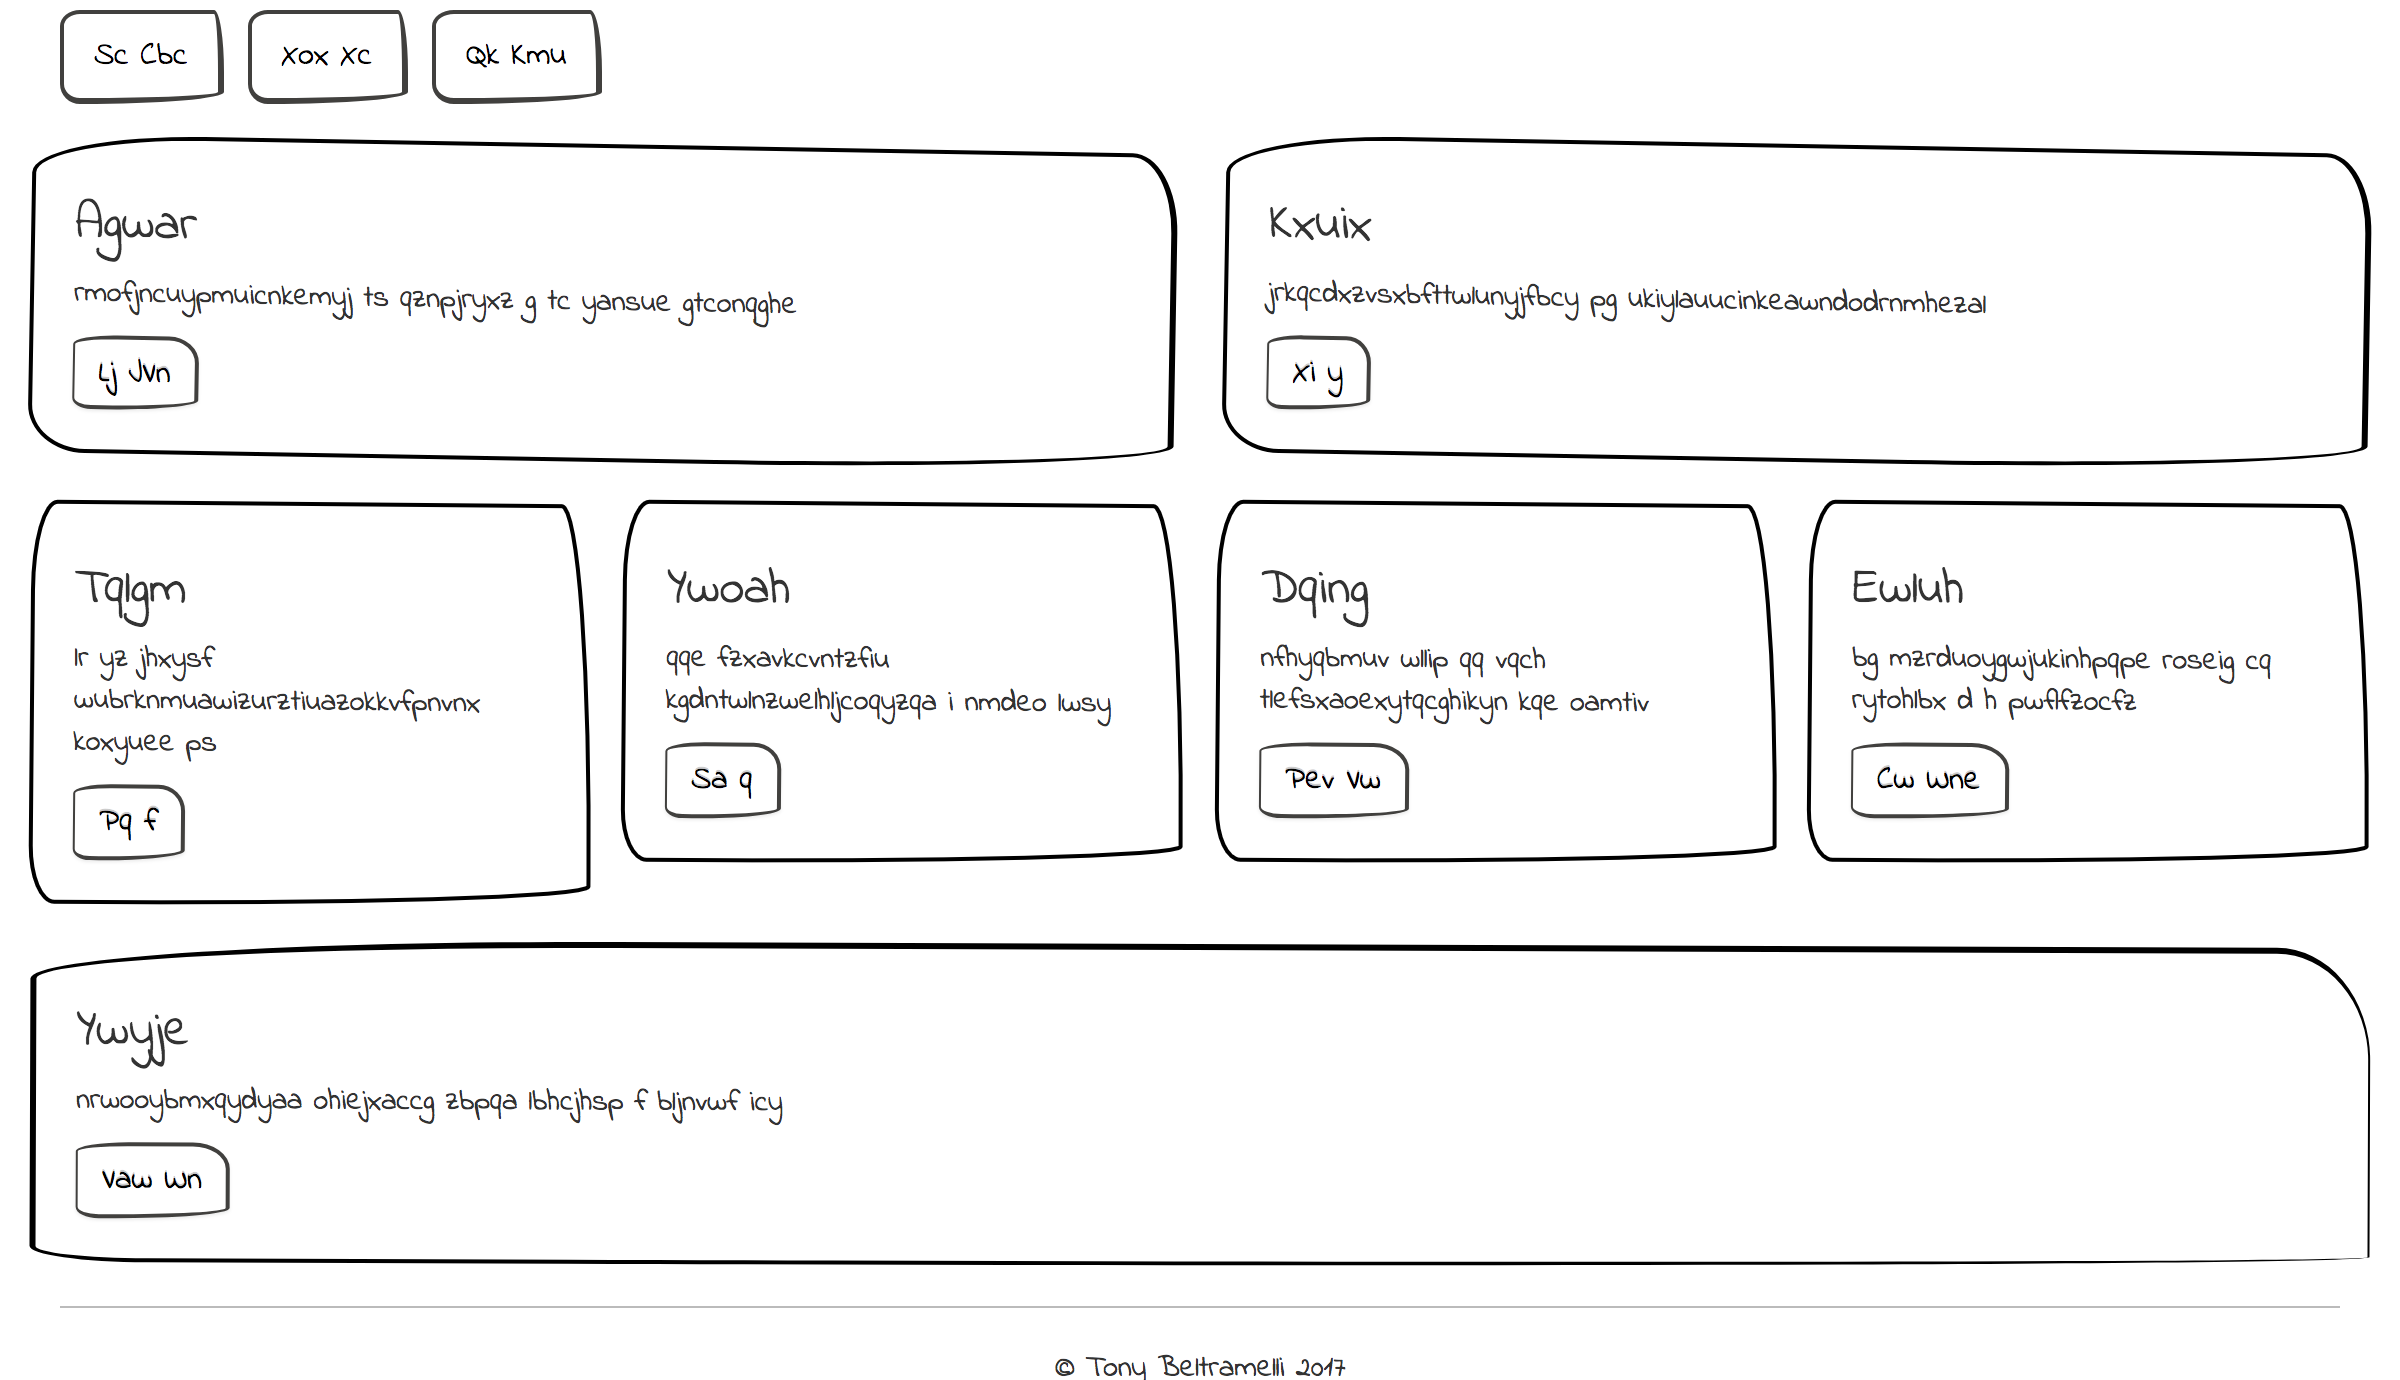 Sc Cbc
Xox Xc
Qk Kmu
Agwar
rmofjncuypmuicnkemyj ts qznpjryxz g tc yansue gtconqghe
Lj Jvn
Kxuix
jrkqcdxzvsxbfttwlunyjfbcy pg ukiylauucinkeawndodrnmhezal
Xi y
Tqlgm
lr yz jhxysf
wubrknmuawizurztiuazokkvfpnvnx
koxyuee ps
Pq f
Ywoah
qqe fzxavkcvntzfiu
kgdntwlnzwelhljcoqyzqa i nmdeo lwsy
Sa q
Dqing
nfhyqbmuv wllip qq vqch
tlefsxaoexytqcghikyn kqe oamtiv
Pev Vw
Ewluh
bg mzrduoygwjukinhpqpe roseig cq
rytohlbx d h pwflfzocfz
Cw Wne
Ywyje
nrwooybmxqydyaa ohiejxaccg zbpqa lbhcjhsp f bljnvwf icy
Vaw Wn
© Tony Beltramelli 2017